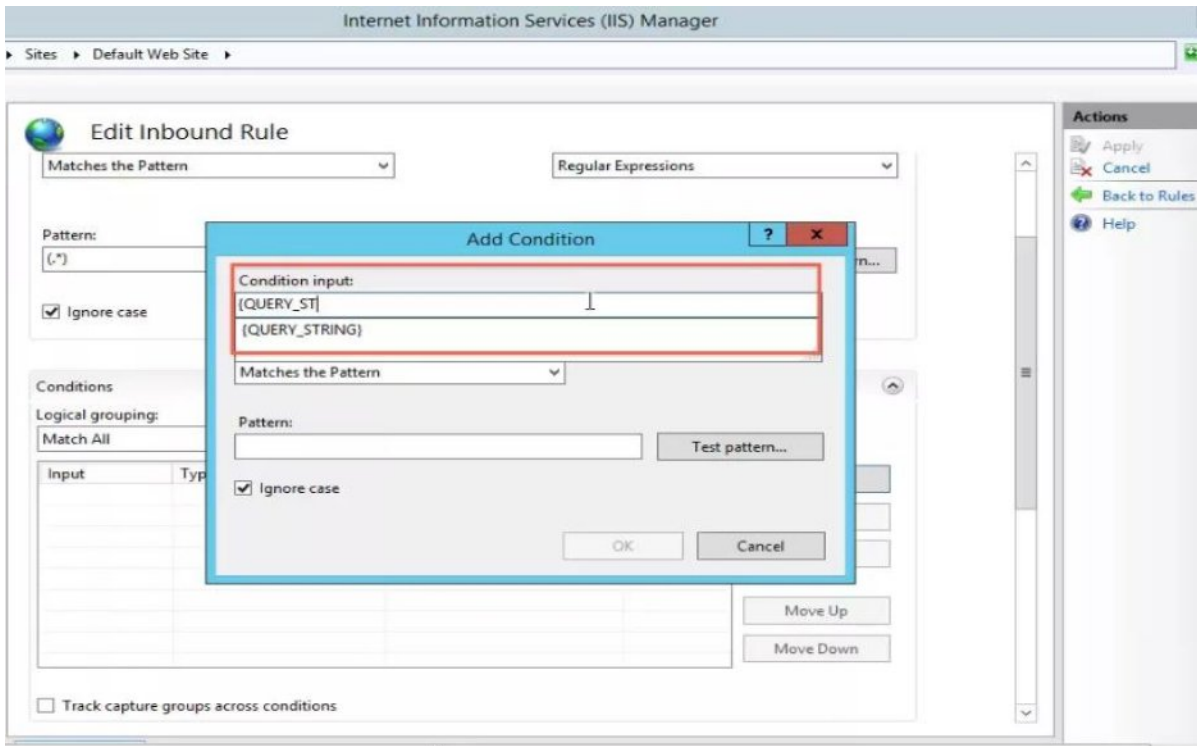 Internet Information Services (IIS) Manager
Sites Default Web Site
Edit Inbound Rule
Matches the Pattern Regular Expressions
Pattern:
(.*)
n...
Ignore case
Add Condition
?
Condition input:
{QUERY_ST
{QUERY_STRING}
Matches the Pattern
Pattern:
Test pattern...
Ignore case
OK Cancel
Conditions
Logical grouping:
Match All
Input Typ
Move Up
Move Down
Track capture groups across conditions
Actions
Apply
Cancel
Back to Rules
Help